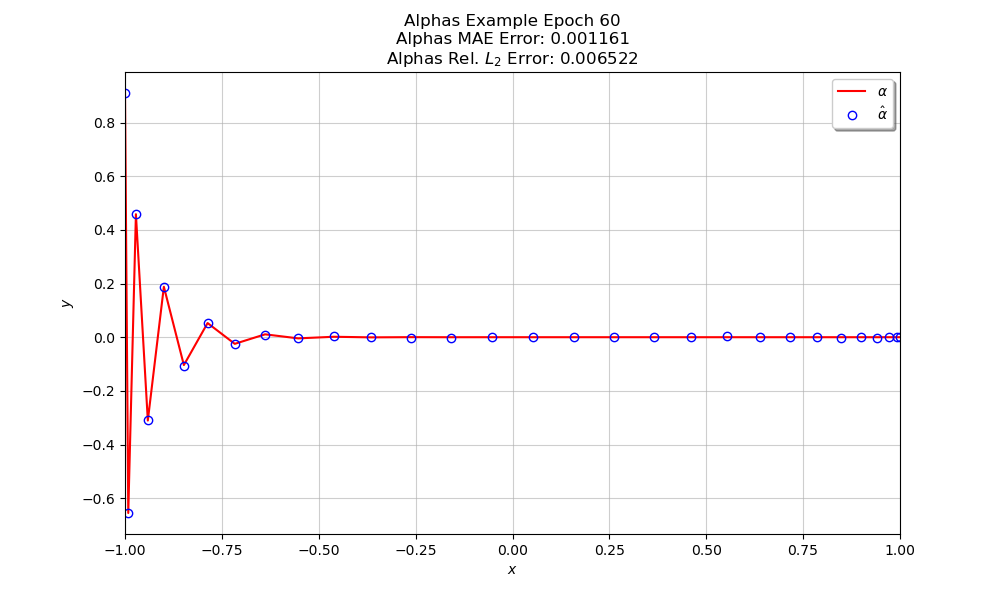 Alphas Example Epoch 60
Alphas MAE Error: 0.001161
Alphas Rel. $L_2$ Error: 0.006522
α
α̂
y
0.8
0.6
0.4
0.2
0.0
−0.2
−0.4
−0.6
−1.00 −0.75 −0.50 −0.25 0.00 0.25 0.50 0.75 1.00
x